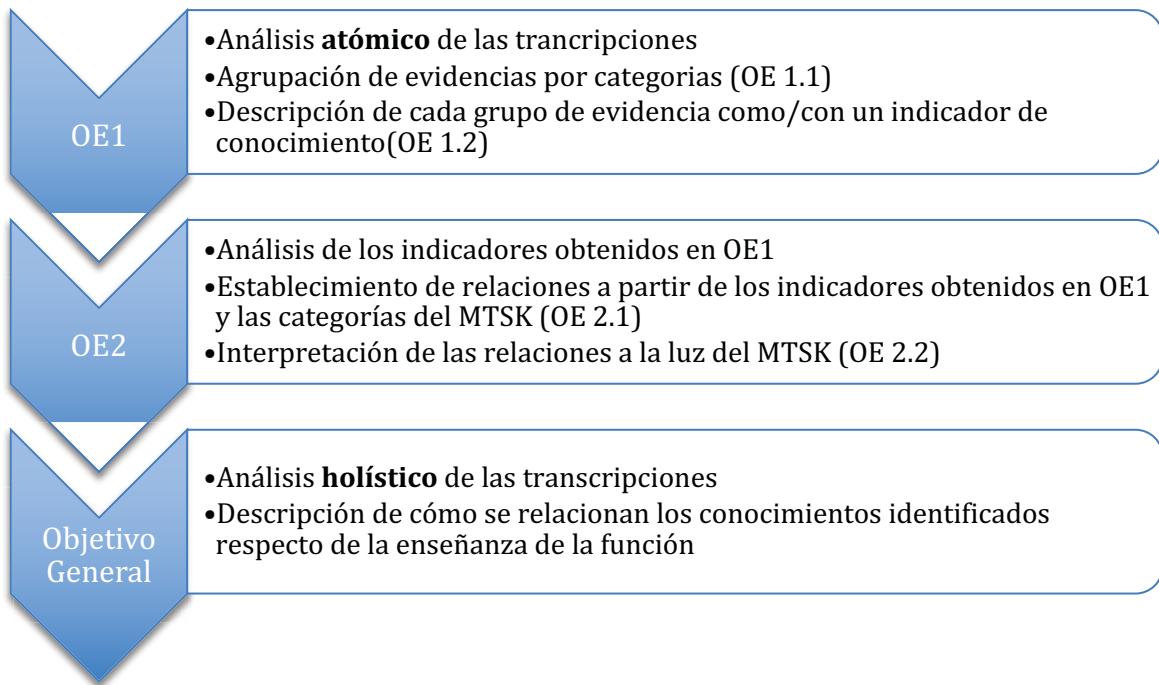 OE1
•Análisis atómico de las trancripciones
•Agrupación de evidencias por categorias (OE 1.1)
•Descripción de cada grupo de evidencia como/con un indicador de
conocimiento(OE 1.2)
OE2
•Análisis de los indicadores obtenidos en OE1
•Establecimiento de relaciones a partir de los indicadores obtenidos en OE1
y las categorías del MTSK (OE 2.1)
•Interpretación de las relaciones a la luz del MTSK (OE 2.2)
Objetivo
General
•Análisis holístico de las transcripciones
•Descripción de cómo se relacionan los conocimientos identificados
respecto de la enseñanza de la función